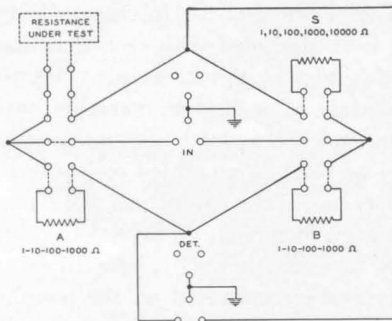 RESISTANCE
UNDER TEST
S
1,10,100,1000,10000 Ω
IN
A
1-10-100-1000 Ω
DET.
B
1-10-100-1000 Ω